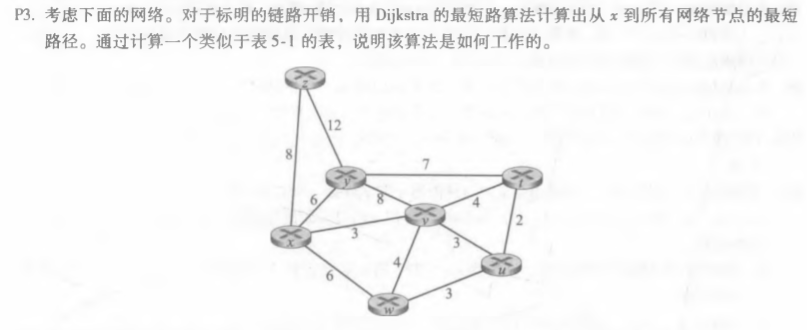 P3. 考虑下面的网络。对于标明的链路开销，用 Dijkstra 的最短路算法计算出从 x 到所有网络节点的最短
路径。通过计算一个类似于表 5-1 的表，说明该算法是如何工作的。
z
12
8
7
y
t
6
8
4
v
3
2
x
3
u
4
6
3
w